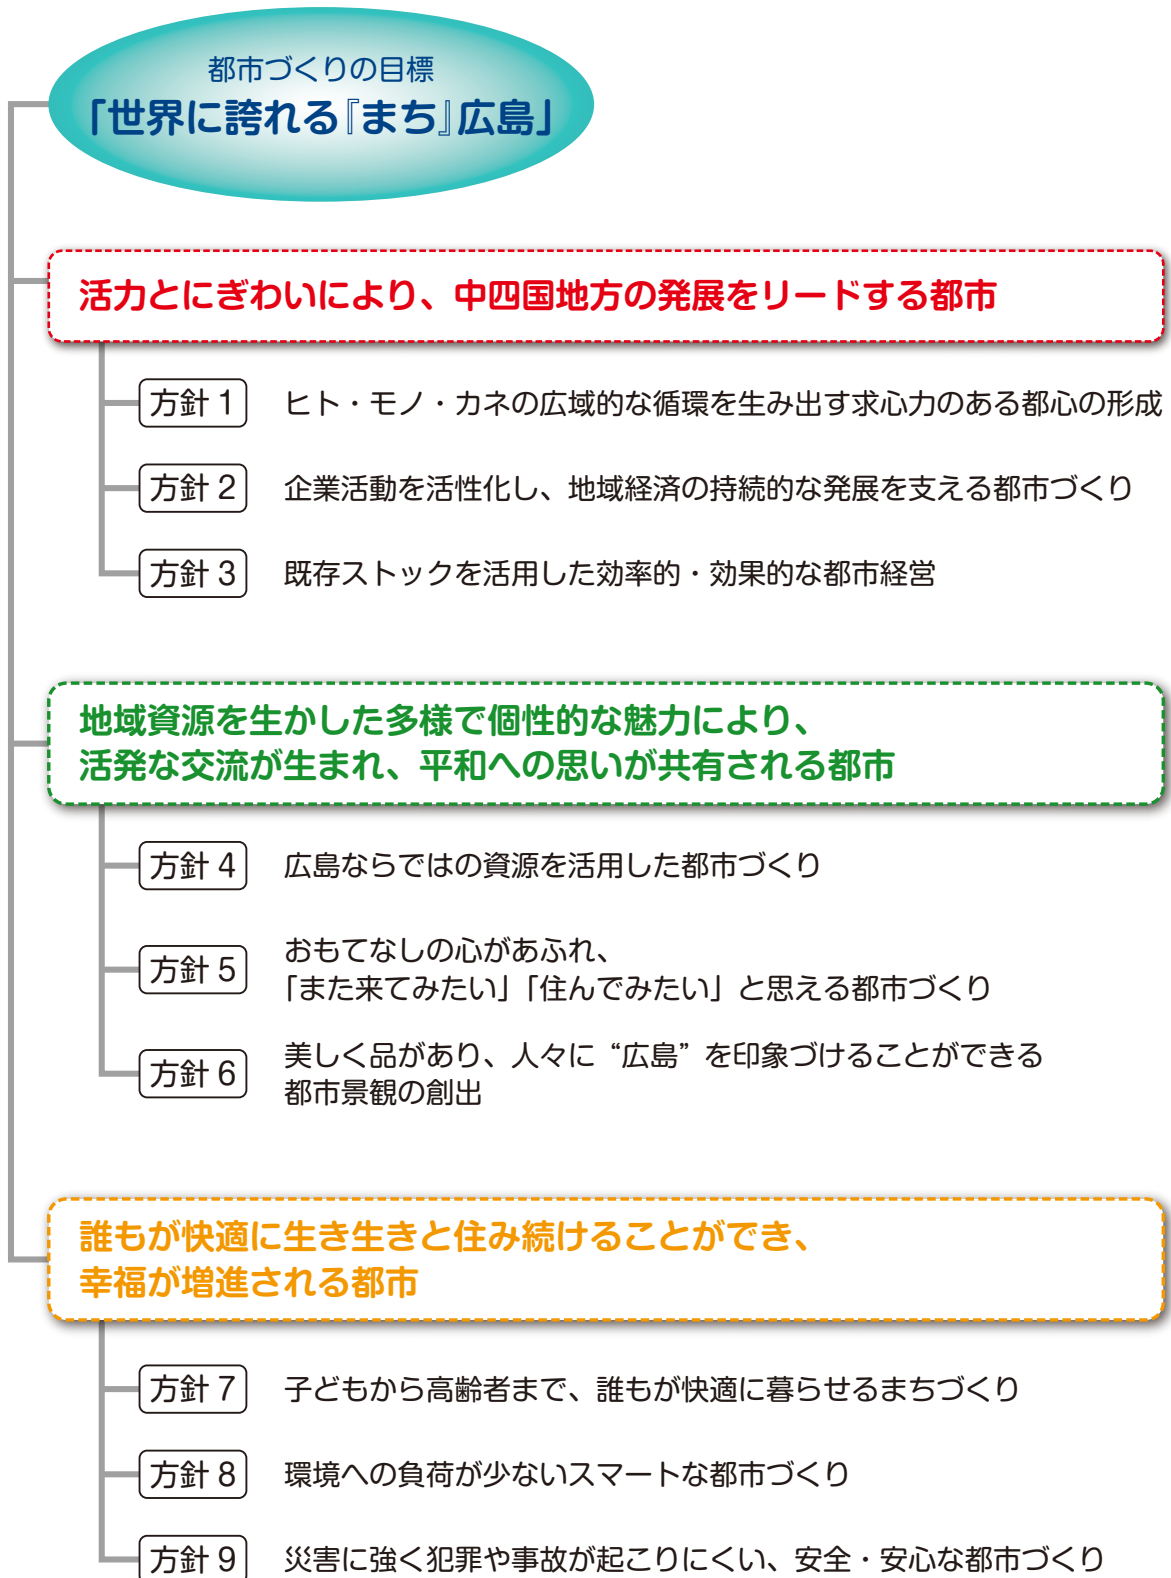 都市づくりの目標
「世界に誇れる『まち』広島」
活力とにぎわいにより、中四国地方の発展をリードする都市
方針 1 ヒト・モノ・カネの広域的な循環を生み出す求心力のある都心の形成
方針 2 企業活動を活性化し、地域経済の持続的な発展を支える都市づくり
方針 3 既存ストックを活用した効率的・効果的な都市経営
地域資源を生かした多様で個性的な魅力により、
活発な交流が生まれ、平和への思いが共有される都市
方針 4 広島ならではの資源を活用した都市づくり
方針 5 おもてなしの心があふれ、
「また来てみたい」「住んでみたい」と思える都市づくり
方針 6 美しく品があり、人々に“広島”を印象づけることができる
都市景観の創出
誰もが快適に生き生きと住み続けることができ、
幸福が増進される都市
方針 7 子どもから高齢者まで、誰もが快適に暮らせるまちづくり
方針 8 環境への負荷が少ないスマートな都市づくり
方針 9 災害に強く犯罪や事故が起こりにくい、安全・安心な都市づくり